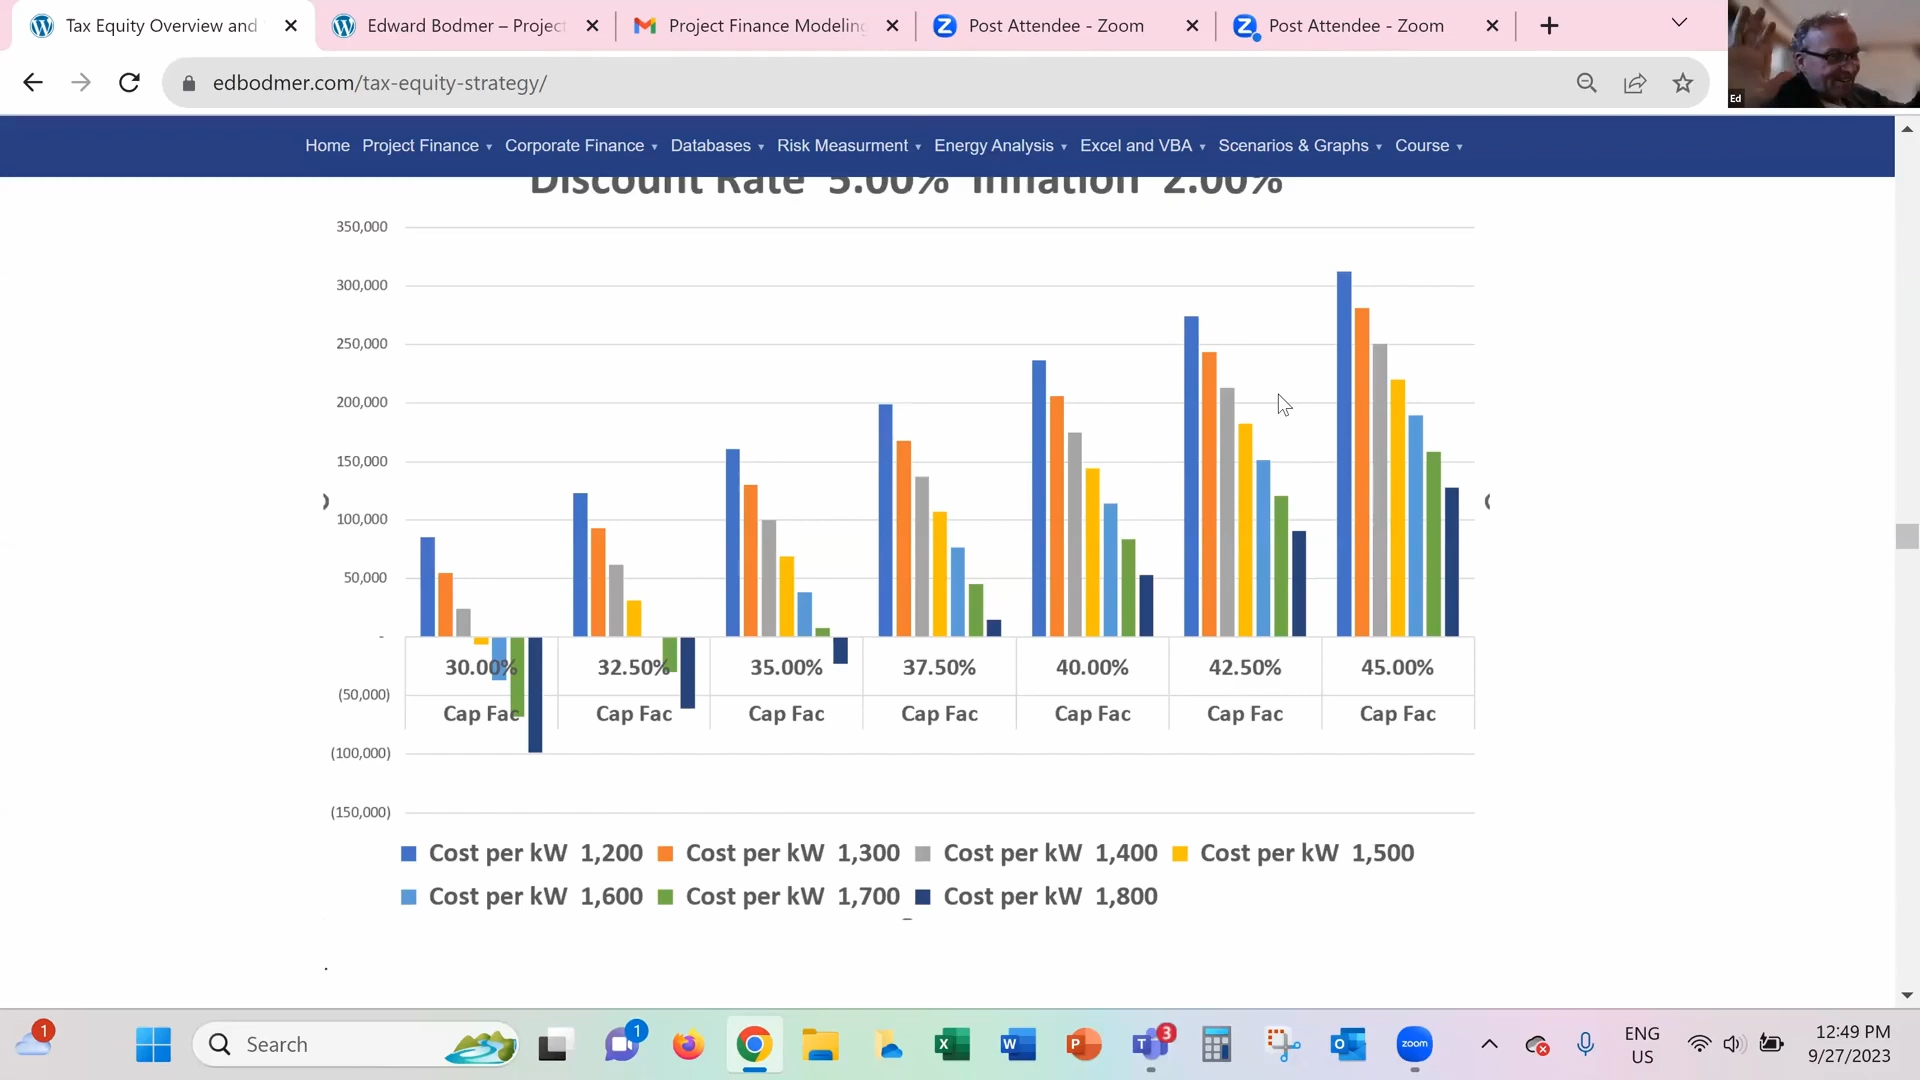 Tax Equity Overview and
Edward Bodmer – Project
Project Finance Modeling
Post Attendee - Zoom
Post Attendee - Zoom
edbodmer.com/tax-equity-strategy/
Ed
Home Project Finance Corporate Finance Databases Risk Measurment Energy Analysis Excel and VBA Scenarios & Graphs Course
Discount Rate 5.00% Inflation 2.00%
350,000
300,000
250,000
200,000
150,000
100,000
50,000
-
(50,000)
(100,000)
(150,000)
30.00% 32.50% 35.00% 37.50% 40.00% 42.50% 45.00%
Cap Fac Cap Fac Cap Fac Cap Fac Cap Fac Cap Fac Cap Fac
Cost per kW 1,200 Cost per kW 1,300 Cost per kW 1,400 Cost per kW 1,500
Cost per kW 1,600 Cost per kW 1,700 Cost per kW 1,800
.
1
Search
1
3
zoom
ENG
US
12:49 PM
9/27/2023